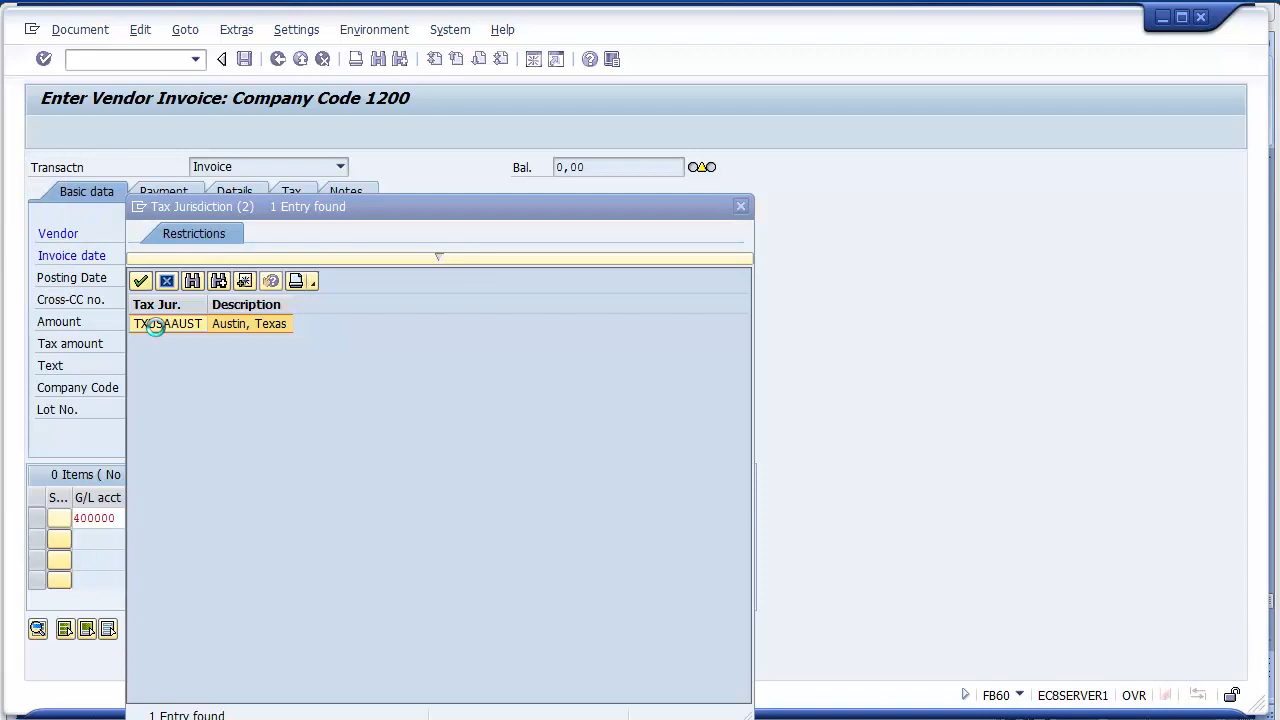 Document Edit Goto Extras Settings Environment System Help
Enter Vendor Invoice: Company Code 1200
Transactn Invoice Bal. 0,00
Basic data Payment Details Tax Notes
Tax Jurisdiction (2) 1 Entry found
Restrictions
Vendor
Invoice date
Posting Date
Cross-CC no.
Amount
Tax amount
Text
Company Code
Lot No.
Tax Jur. Description
TXUSAAUST Austin, Texas
0 Items ( No
S... G/L acct
400000
FB60 EC8SERVER1 OVR
1 Entry found